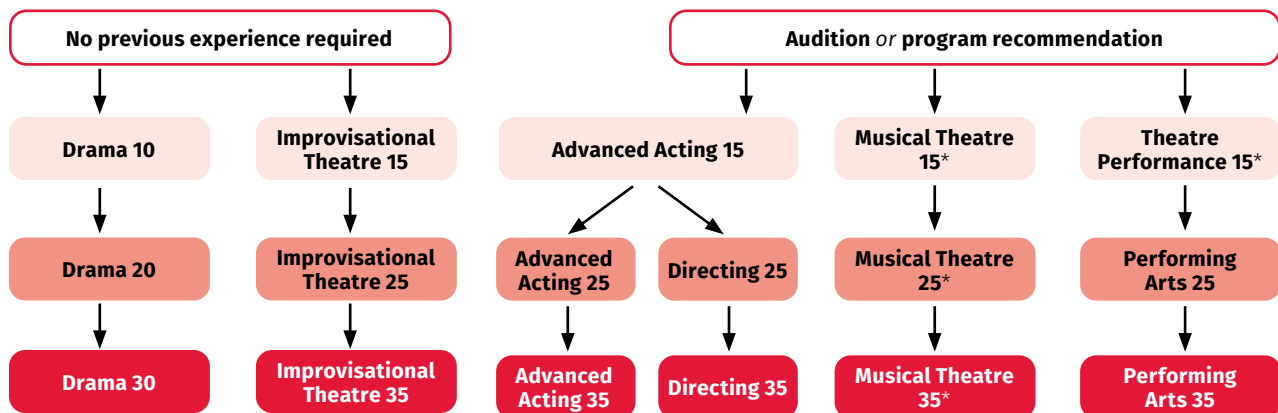 No previous experience required
Audition or program recommendation
Drama 10
Improvisational
Theatre 15
Advanced Acting 15
Musical Theatre
15*
Theatre
Performance 15*
Drama 20
Improvisational
Theatre 25
Advanced
Acting 25
Directing 25
Musical Theatre
25*
Performing
Arts 25
Drama 30
Improvisational
Theatre 35
Advanced
Acting 35
Directing 35
Musical Theatre
35*
Performing
Arts 35